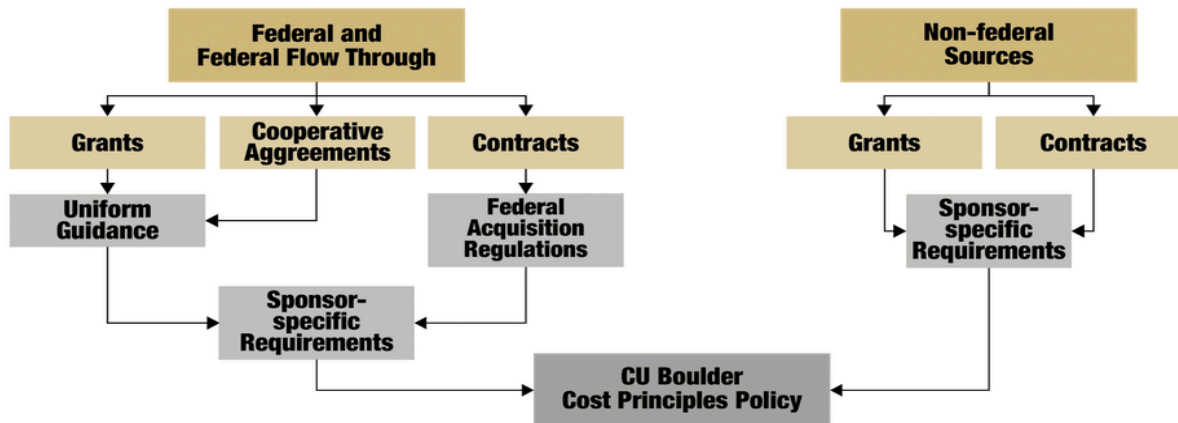 Federal and
Federal Flow Through
Non-federal
Sources
Grants
Cooperative
Aggreements
Contracts
Grants
Contracts
Uniform
Guidance
Federal
Acquisition
Regulations
Sponsor-
specific
Requirements
Sponsor-
specific
Requirements
CU Boulder
Cost Principles Policy